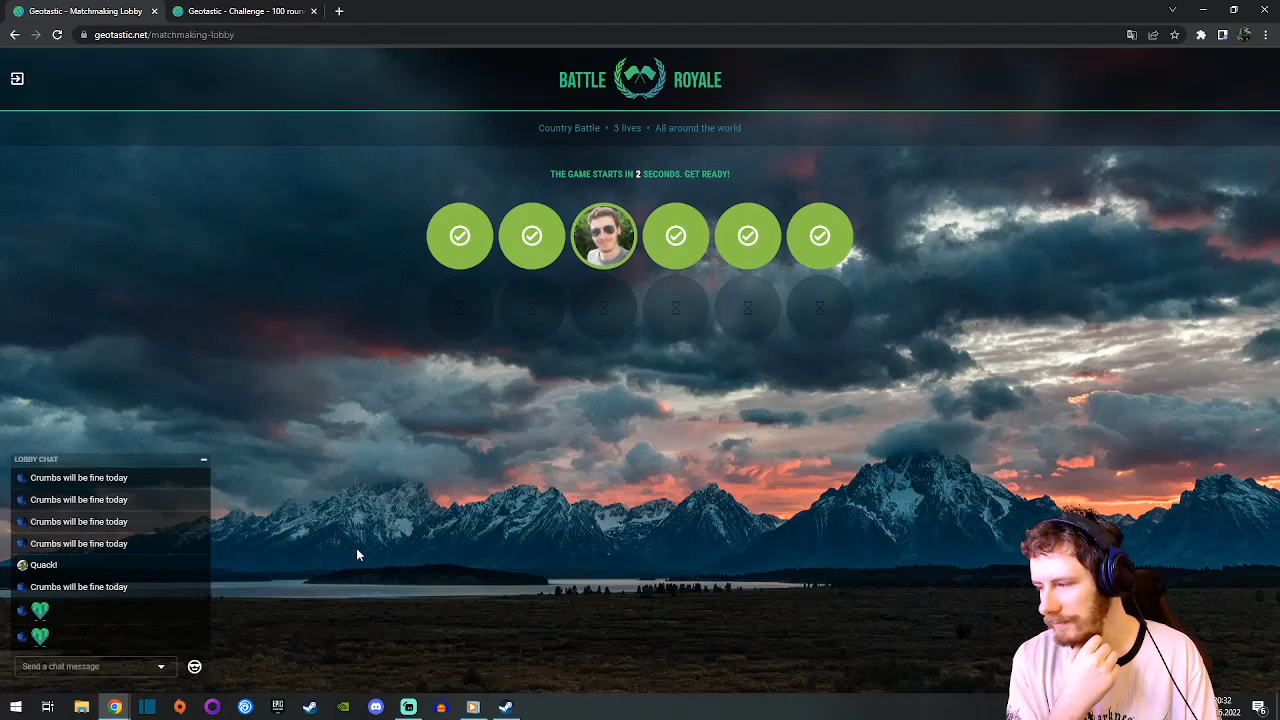 Geotastic - Matchmaking Lobby
Geotastic - Challenge - 100 roun
geotastic.net/matchmaking-lobby
BATTLE ROYALE
Country Battle • 3 lives • All around the world
THE GAME STARTS IN 2 SECONDS. GET READY!
LOBBY CHAT
Crumbs will be fine today
Crumbs will be fine today
Crumbs will be fine today
Crumbs will be fine today
Quack!
Crumbs will be fine today
Send a chat message
EPIC